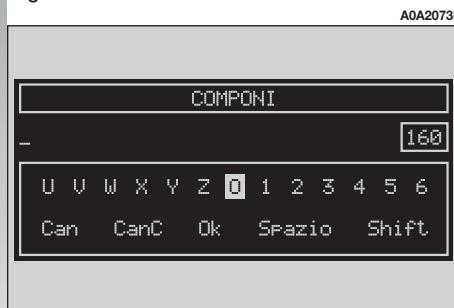 A0A2073
COMPONI
_ 160
U V W X Y Z 0 1 2 3 4 5 6
Can CanC Ok Spazio Shift